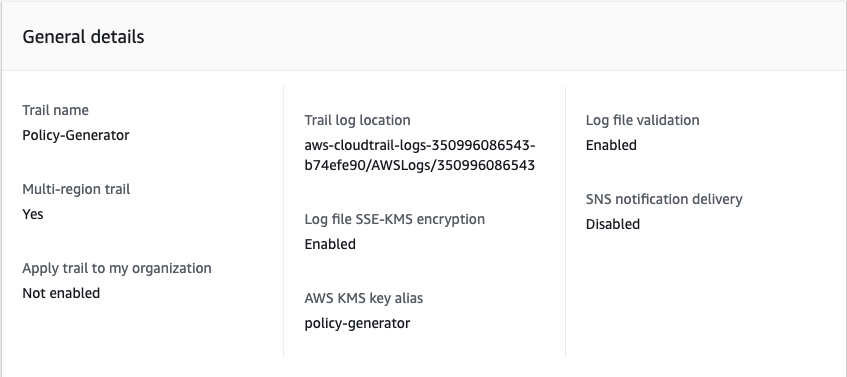 General details
Trail name
Policy-Generator
Multi-region trail
Yes
Apply trail to my organization
Not enabled
Trail log location
aws-cloudtrail-logs-350996086543-
b74efe90/AWSLogs/350996086543
Log file SSE-KMS encryption
Enabled
AWS KMS key alias
policy-generator
Log file validation
Enabled
SNS notification delivery
Disabled